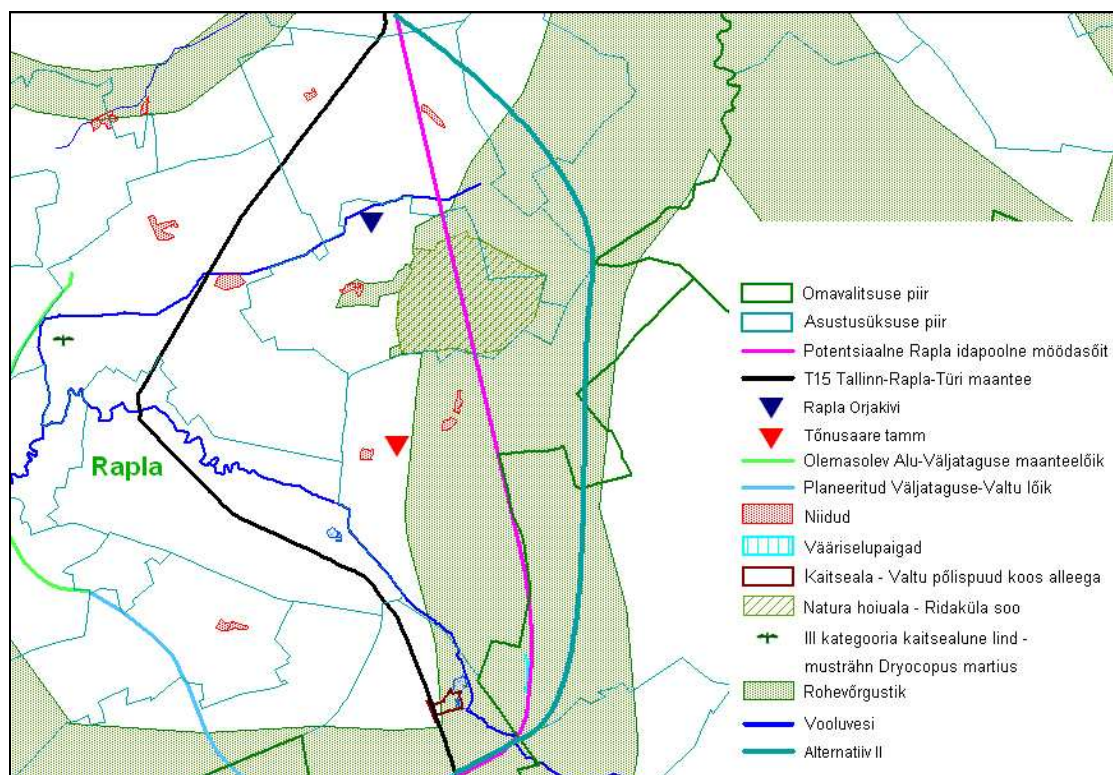 Rapla
Omavalitsuse piir
Asustusüksuse piir
Potentsiaalne Rapla idapoolne möödasõit
T15 Tallinn-Rapla-Türi maantee
Rapla Orjakivi
Tõnusaare tamm
Olemasolev Alu-Väljataguse maanteelõik
Planeeritud Väljataguse-Valtu lõik
Niidud
Vääriselupaigad
Kaitseala - Valtu põlispuud koos alleega
Natura hoiuala - Ridaküla soo
III kategooria kaitsealune lind -
musträhn Dryocopus martius
Rohevõrgustik
Vooluvesi
Alternatiiv II